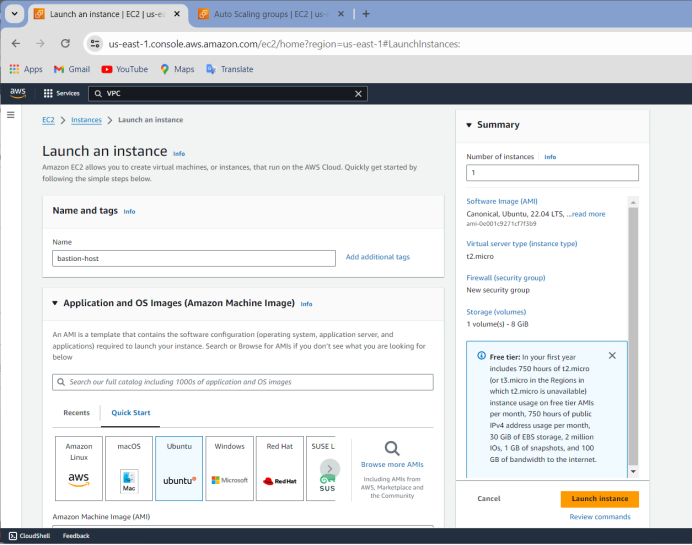 Launch an instance | EC2 | us-ea
Auto Scaling groups | EC2 | us-
us-east-1.console.aws.amazon.com/ec2/home?region=us-east-1#LaunchInstances:
Apps
Gmail
YouTube
Maps
Translate
aws
Services
VPC
EC2
Instances
Launch an instance
Launch an instance Info
Amazon EC2 allows you to create virtual machines, or instances, that run on the AWS Cloud. Quickly get started by
following the simple steps below.
Name and tags Info
Name
bastion-host
Add additional tags
Application and OS Images (Amazon Machine Image) Info
An AMI is a template that contains the software configuration (operating system, application server, and
applications) required to launch your instance. Search or Browse for AMIs if you don't see what you are looking for
below
Search our full catalog including 1000s of application and OS images
Recents
Quick Start
Amazon
Linux
aws
macOS
Mac
Ubuntu
ubuntu
Windows
Microsoft
Red Hat
Red Hat
SUSE L
SUS
Browse more AMIs
Including AMIs from
AWS, Marketplace and
the Community
Amazon Machine Image (AMI)
Summary
Number of instances Info
1
Software Image (AMI)
Canonical, Ubuntu, 22.04 LTS, ...read more
ami-0e001c9271cf7f3b9
Virtual server type (instance type)
t2.micro
Firewall (security group)
New security group
Storage (volumes)
1 volume(s) - 8 GiB
Free tier: In your first year
includes 750 hours of t2.micro
(or t3.micro in the Regions in
which t2.micro is unavailable)
instance usage on free tier AMIs
per month, 750 hours of public
IPv4 address usage per month,
30 GiB of EBS storage, 2 million
IOs, 1 GB of snapshots, and 100
GB of bandwidth to the internet.
Cancel
Launch instance
Review commands
CloudShell
Feedback